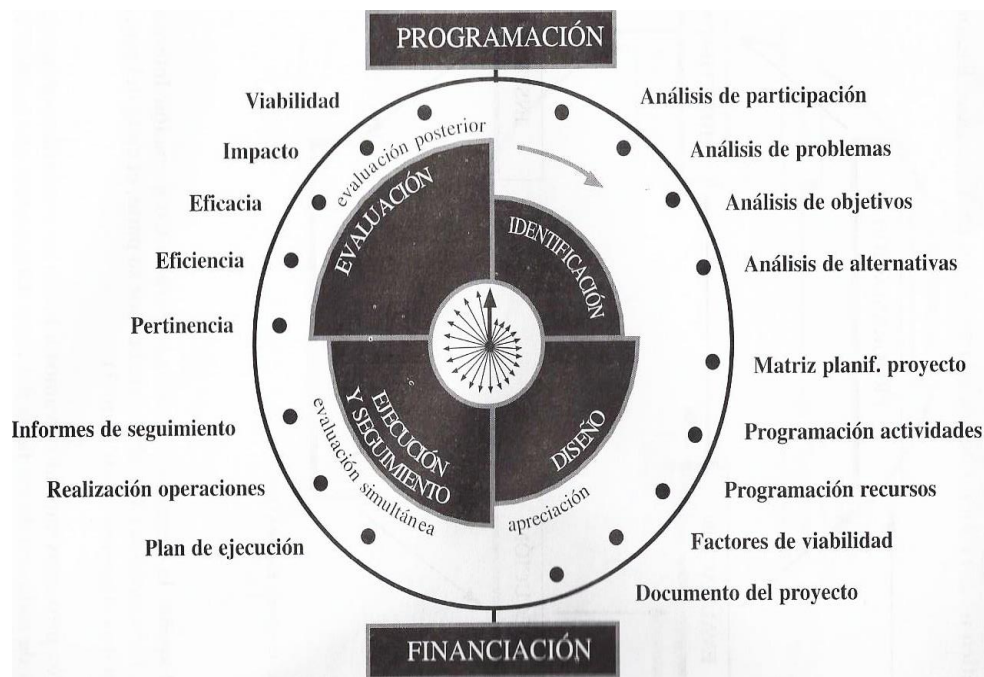 PROGRAMACIÓN
Viabilidad
Impacto
Eficacia
Eficiencia
Pertinencia
Informes de seguimiento
Realización operaciones
Plan de ejecución
Análisis de participación
Análisis de problemas
Análisis de objetivos
Análisis de alternativas
Matriz planif. proyecto
Programación actividades
Programación recursos
Factores de viabilidad
Documento del proyecto
evaluación posterior
EVALUACIÓN
IDENTIFICACIÓN
EJECUCIÓN
Y SEGUIMIENTO
evaluación simultánea
DISEÑO
apreciación
FINANCIACIÓN